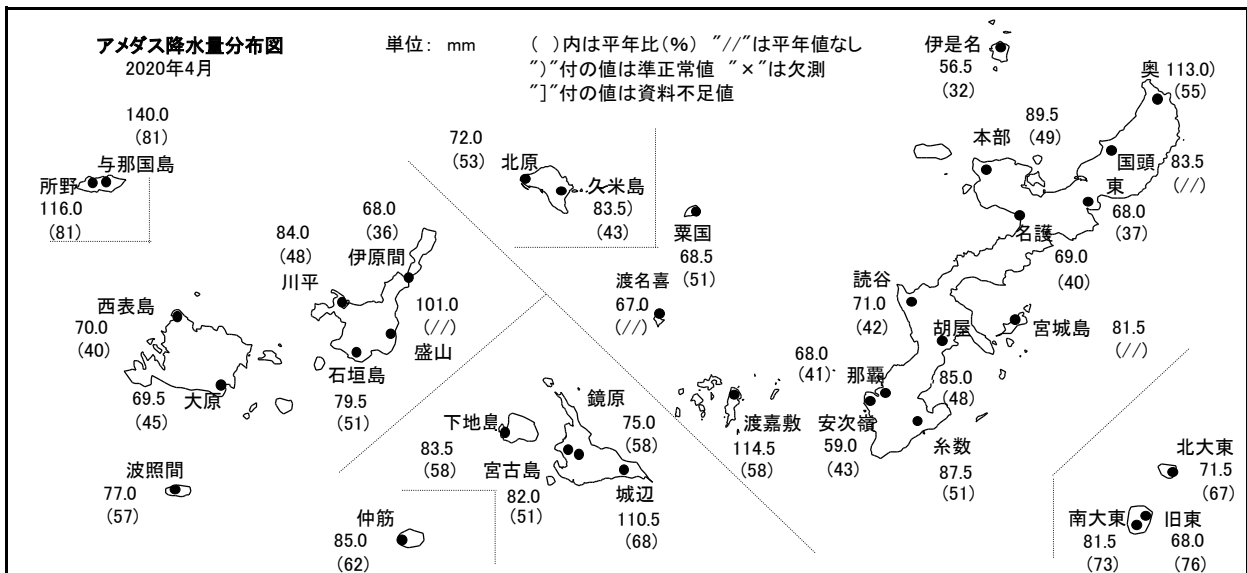 アメダス降水量分布図
2020年4月
単位: mm
( )内は平年比(%) "//"は平年値なし
")"付の値は準正常値 "×"は欠測
"]"付の値は資料不足値
伊是名
56.5
(32)
奥 113.0)
(55)
89.5
(49)
本部
国頭 83.5
(//)
東
68.0
(37)
名護
69.0
(40)
140.0
(81)
与那国島
所野
116.0
(81)
72.0
(53)
北原
久米島
83.5)
(43)
粟国
68.5
(51)
渡名喜
67.0
(//)
読谷
71.0
(42)
胡屋
85.0
(48)
宮城島
81.5
(//)
68.0
(41)
那覇
安次嶺
59.0
(43)
糸数
87.5
(51)
渡嘉敷
114.5
(58)
68.0
(36)
伊原間
84.0
(48)
川平
101.0
(//)
盛山
石垣島
79.5
(51)
西表島
70.0
(40)
大原
69.5
(45)
波照間
77.0
(57)
下地島
83.5
(58)
鏡原
75.0
(58)
宮古島
82.0
(51)
城辺
110.5
(68)
仲筋
85.0
(62)
北大東
71.5
(67)
南大東
81.5
(73)
旧東
68.0
(76)